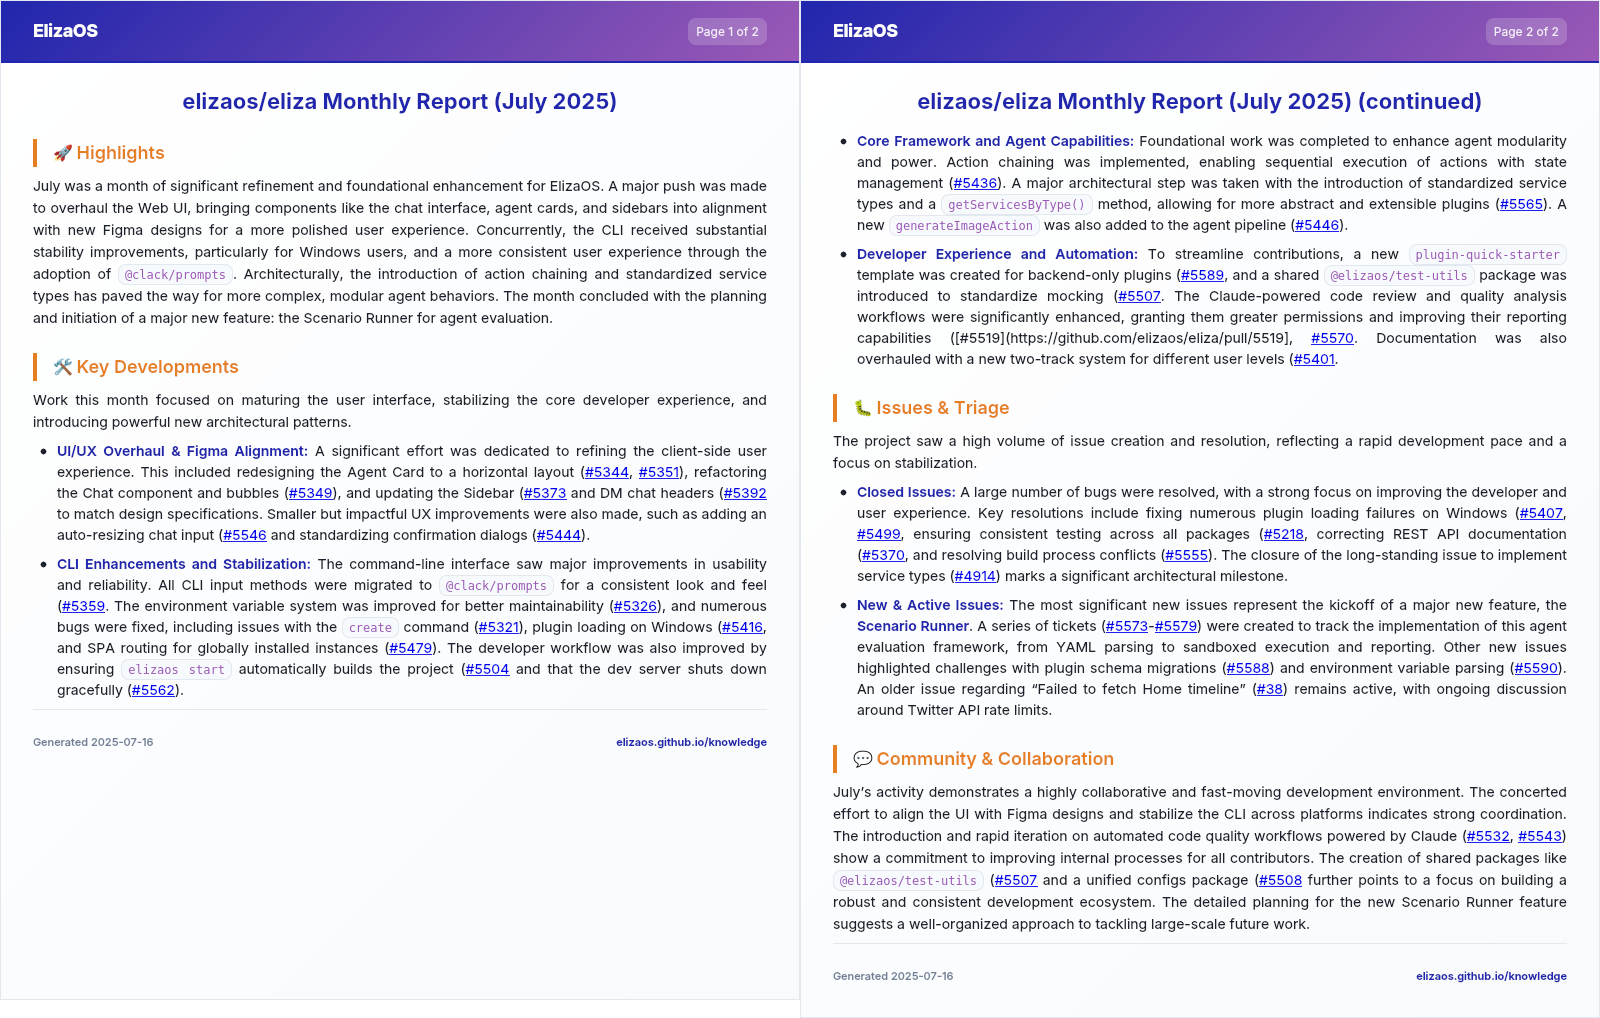 ElizaOS
Page 1 of 2
elizaos/eliza Monthly Report (July 2025)
🚀 Highlights
July was a month of significant refinement and foundational enhancement for ElizaOS. A major push was made
to overhaul the Web UI, bringing components like the chat interface, agent cards, and sidebars into alignment
with new Figma designs for a more polished user experience. Concurrently, the CLI received substantial
stability improvements, particularly for Windows users, and a more consistent user experience through the
adoption of @clack/prompts. Architecturally, the introduction of action chaining and standardized service
types has paved the way for more complex, modular agent behaviors. The month concluded with the planning
and initiation of a major new feature: the Scenario Runner for agent evaluation.
🛠️ Key Developments
Work this month focused on maturing the user interface, stabilizing the core developer experience, and
introducing powerful new architectural patterns.
• UI/UX Overhaul & Figma Alignment: A significant effort was dedicated to refining the client-side user
experience. This included redesigning the Agent Card to a horizontal layout (#5344, #5351), refactoring
the Chat component and bubbles (#5349), and updating the Sidebar (#5373 and DM chat headers (#5392
to match design specifications. Smaller but impactful UX improvements were also made, such as adding an
auto-resizing chat input (#5546 and standardizing confirmation dialogs (#5444).
• CLI Enhancements and Stabilization: The command-line interface saw major improvements in usability
and reliability. All CLI input methods were migrated to @clack/prompts for a consistent look and feel
(#5359. The environment variable system was improved for better maintainability (#5326), and numerous
bugs were fixed, including issues with the create command (#5321), plugin loading on Windows (#5416,
and SPA routing for globally installed instances (#5479). The developer workflow was also improved by
ensuring elizaos start automatically builds the project (#5504 and that the dev server shuts down
gracefully (#5562).
Generated 2025-07-16
elizaos.github.io/knowledge
ElizaOS
Page 2 of 2
elizaos/eliza Monthly Report (July 2025) (continued)
• Core Framework and Agent Capabilities: Foundational work was completed to enhance agent modularity
and power. Action chaining was implemented, enabling sequential execution of actions with state
management (#5436). A major architectural step was taken with the introduction of standardized service
types and a getServicesByType() method, allowing for more abstract and extensible plugins (#5565). A
new generateImageAction was also added to the agent pipeline (#5446).
• Developer Experience and Automation: To streamline contributions, a new plugin-quick-starter
template was created for backend-only plugins (#5589, and a shared @elizaos/test-utils package was
introduced to standardize mocking (#5507. The Claude-powered code review and quality analysis
workflows were significantly enhanced, granting them greater permissions and improving their reporting
capabilities ([#5519](https://github.com/elizaos/eliza/pull/5519], #5570. Documentation was also
overhauled with a new two-track system for different user levels (#5401.
🐛 Issues & Triage
The project saw a high volume of issue creation and resolution, reflecting a rapid development pace and a
focus on stabilization.
• Closed Issues: A large number of bugs were resolved, with a strong focus on improving the developer and
user experience. Key resolutions include fixing numerous plugin loading failures on Windows (#5407,
#5499, ensuring consistent testing across all packages (#5218, correcting REST API documentation
(#5370, and resolving build process conflicts (#5555). The closure of the long-standing issue to implement
service types (#4914) marks a significant architectural milestone.
• New & Active Issues: The most significant new issues represent the kickoff of a major new feature, the
Scenario Runner. A series of tickets (#5573-#5579) were created to track the implementation of this agent
evaluation framework, from YAML parsing to sandboxed execution and reporting. Other new issues
highlighted challenges with plugin schema migrations (#5588) and environment variable parsing (#5590).
An older issue regarding “Failed to fetch Home timeline” (#38) remains active, with ongoing discussion
around Twitter API rate limits.
💬 Community & Collaboration
July’s activity demonstrates a highly collaborative and fast-moving development environment. The concerted
effort to align the UI with Figma designs and stabilize the CLI across platforms indicates strong coordination.
The introduction and rapid iteration on automated code quality workflows powered by Claude (#5532, #5543)
show a commitment to improving internal processes for all contributors. The creation of shared packages like
@elizaos/test-utils (#5507 and a unified configs package (#5508 further points to a focus on building a
robust and consistent development ecosystem. The detailed planning for the new Scenario Runner feature
suggests a well-organized approach to tackling large-scale future work.
Generated 2025-07-16
elizaos.github.io/knowledge